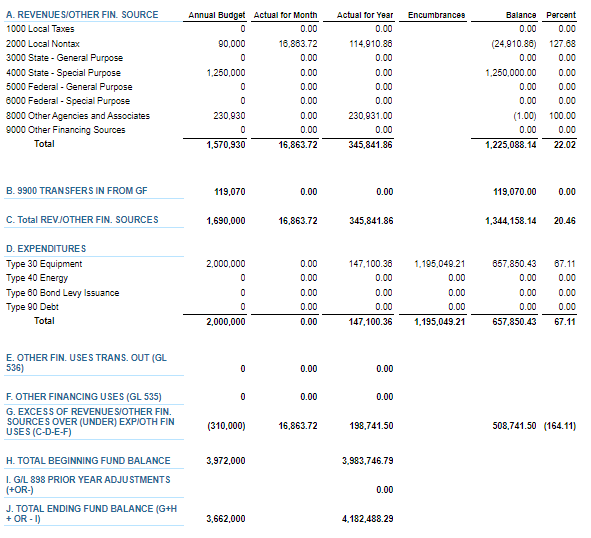 A. REVENUES/OTHER FIN. SOURCE Annual Budget Actual for Month Actual for Year Encumbrances Balance Percent
1000 Local Taxes 0 0.00 0.00 0.00 0.00
2000 Local Nontax 90,000 16,863.72 114,910.86 (24,910.86) 127.68
3000 State - General Purpose 0 0.00 0.00 0.00 0.00
4000 State - Special Purpose 1,250,000 0.00 0.00 1,250,000.00 0.00
5000 Federal - General Purpose 0 0.00 0.00 0.00 0.00
6000 Federal - Special Purpose 0 0.00 0.00 0.00 0.00
8000 Other Agencies and Associates 230,930 0.00 230,931.00 (1.00) 100.00
9000 Other Financing Sources 0 0.00 0.00 0.00 0.00
Total 1,570,930 16,863.72 345,841.86 1,225,088.14 22.02
B. 9900 TRANSFERS IN FROM GF 119,070 0.00 0.00 119,070.00 0.00
C. Total REV./OTHER FIN. SOURCES 1,690,000 16,863.72 345,841.86 1,344,158.14 20.46
D. EXPENDITURES
Type 30 Equipment 2,000,000 0.00 147,100.36 1,195,049.21 657,850.43 67.11
Type 40 Energy 0 0.00 0.00 0.00 0.00 0.00
Type 60 Bond Levy Issuance 0 0.00 0.00 0.00 0.00 0.00
Type 90 Debt 0 0.00 0.00 0.00 0.00 0.00
Total 2,000,000 0.00 147,100.36 1,195,049.21 657,850.43 67.11
E. OTHER FIN. USES TRANS. OUT (GL
536) 0 0.00 0.00
F. OTHER FINANCING USES (GL 535) 0 0.00 0.00
G. EXCESS OF REVENUES/OTHER FIN.
SOURCES OVER (UNDER) EXP/OTH FIN
USES (C-D-E-F) (310,000) 16,863.72 198,741.50 508,741.50 (164.11)
H. TOTAL BEGINNING FUND BALANCE 3,972,000 3,983,746.79
I. G/L 898 PRIOR YEAR ADJUSTMENTS
(+OR-) 0.00
J. TOTAL ENDING FUND BALANCE (G+H
+ OR - I) 3,662,000 4,182,488.29